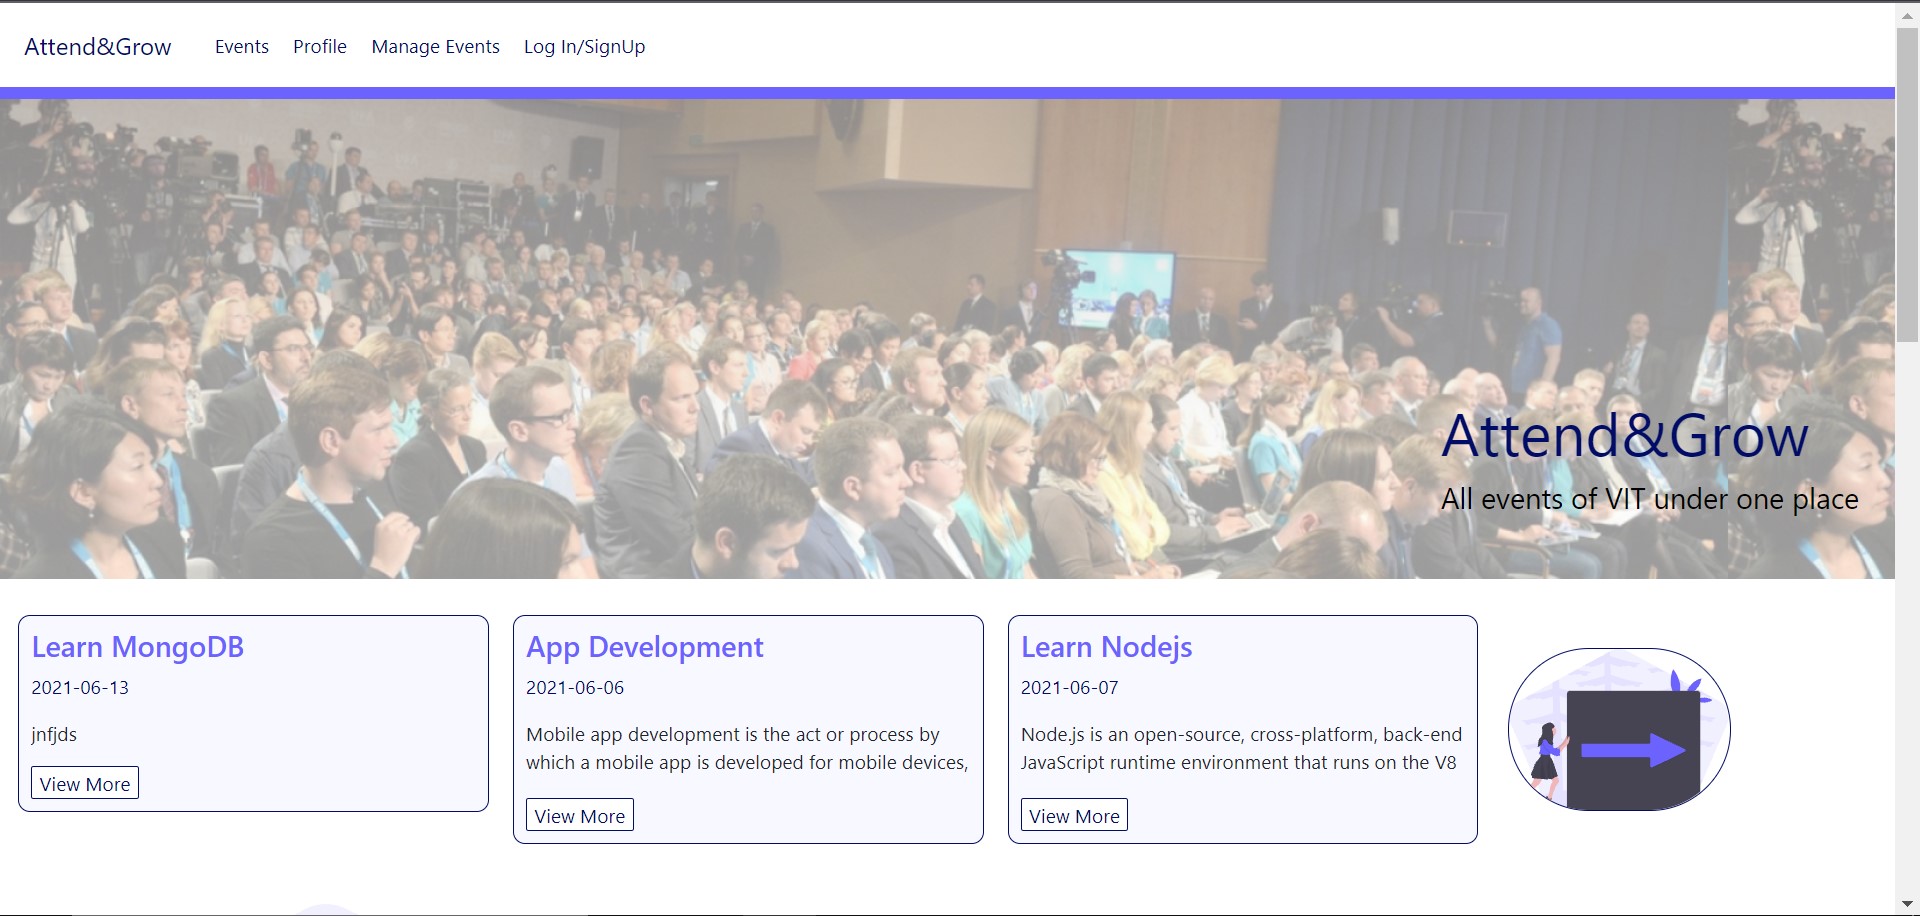 Attend&Grow Events Profile Manage Events Log In/SignUp
Attend&Grow
All events of VIT under one place
Learn MongoDB
2021-06-13
jnfjds
View More
App Development
2021-06-06
Mobile app development is the act or process by
which a mobile app is developed for mobile devices,
View More
Learn Nodejs
2021-06-07
Node.js is an open-source, cross-platform, back-end
JavaScript runtime environment that runs on the V8
View More